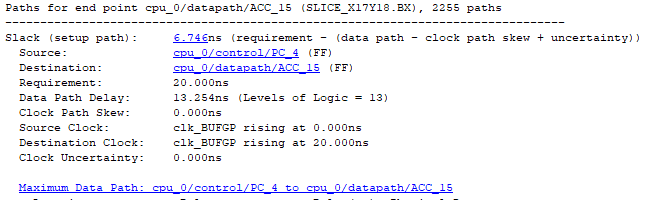 Paths for end point cpu_0/datapath/ACC_15 (SLICE_X17Y18.BX), 2255 paths
--------------------------------------------------------------------------------
Slack (setup path): 6.746ns (requirement - (data path - clock path skew + uncertainty))
Source: cpu_0/control/PC_4 (FF)
Destination: cpu_0/datapath/ACC_15 (FF)
Requirement: 20.000ns
Data Path Delay: 13.254ns (Levels of Logic = 13)
Clock Path Skew: 0.000ns
Source Clock: clk_BUFGP rising at 0.000ns
Destination Clock: clk_BUFGP rising at 20.000ns
Clock Uncertainty: 0.000ns
Maximum Data Path: cpu_0/control/PC_4 to cpu_0/datapath/ACC_15